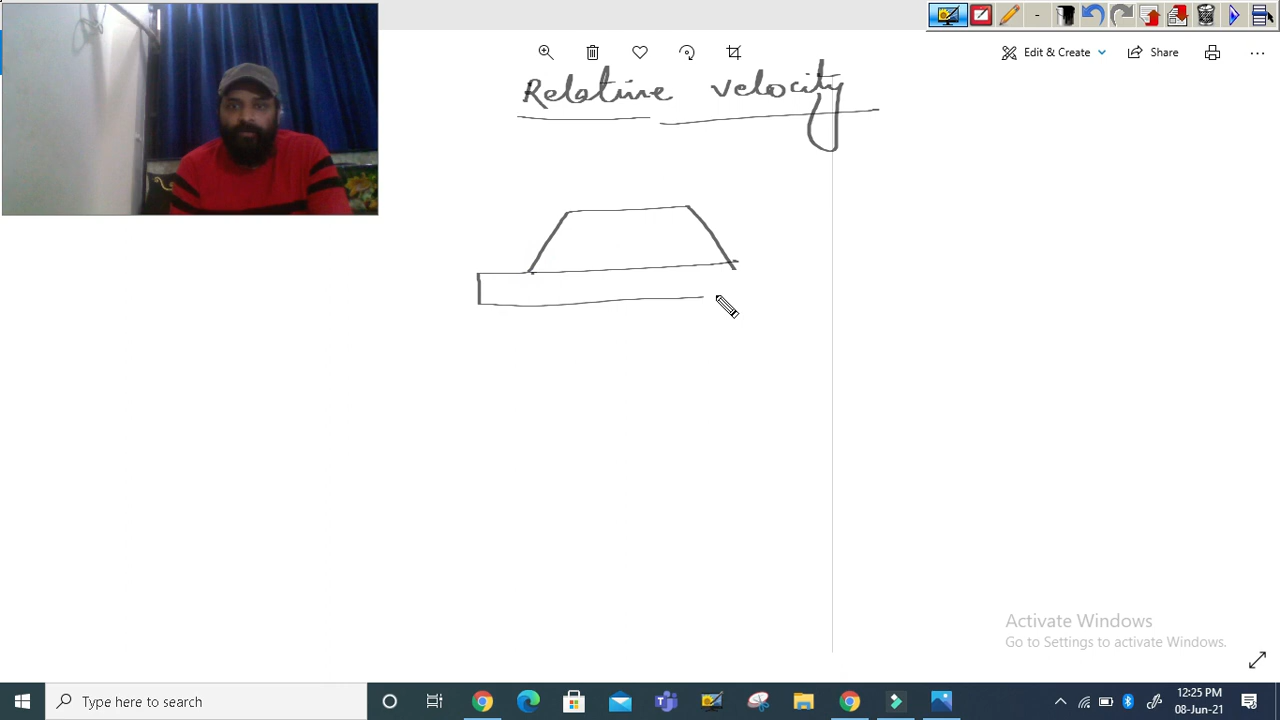 Edit & Create
Share
Relative velocity
Activate Windows
Go to Settings to activate Windows.
Type here to search
12:25 PM
08-Jun-21